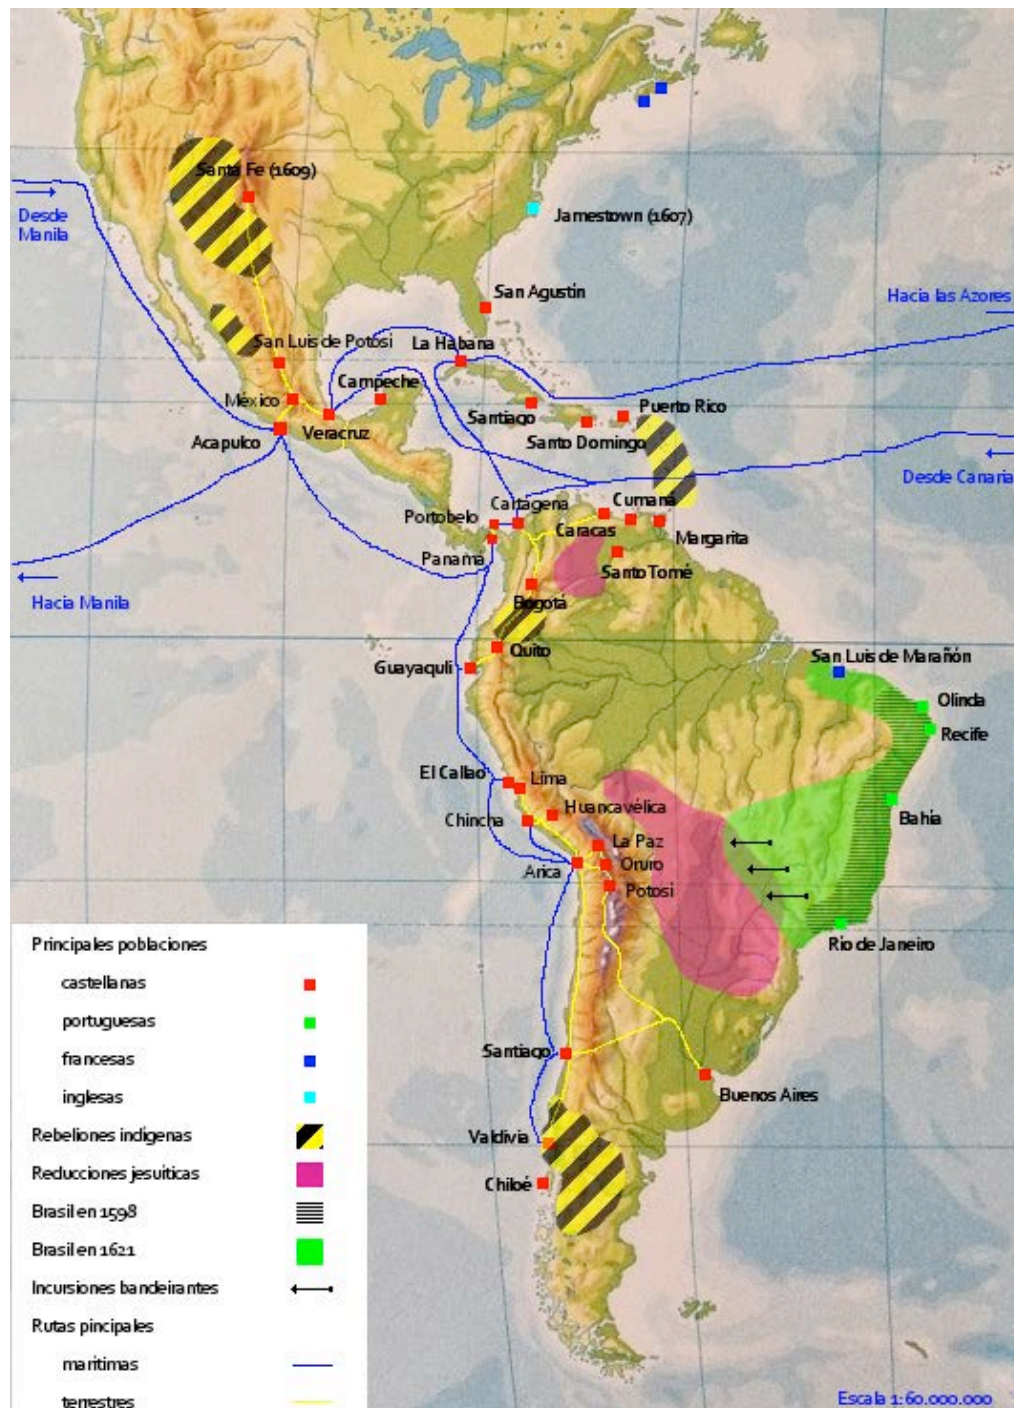 Santa Fe (1609)
Desde
Manila
Jamestown (1607)
San Agustín
Hacia las Azores
San Luis de Potosí
La Habana
Campeche
México
Santiago
Puerto Rico
Acapulco
Veracruz
Santo Domingo
Desde Canaria
Cartagena
Cumaná
Portobelo
Caracas
Margarita
Panamá
Santo Tomé
Hacia Manila
Bogotá
Quito
San Luis de Marañón
Guayaquli
Olinda
Recife
El Callao
Lima
Huancavélica
Chincha
Bahía
La Paz
Arica
Oruro
Potosí
Río de Janeiro
Santiago
Buenos Aires
Valdivia
Chiloé
Principales poblaciones
castellanas
portuguesas
francesas
inglesas
Rebeliones indígenas
Reducciones jesuíticas
Brasil en 1598
Brasil en 1621
Incursiones bandeirantes
Rutas pincipales
marítimas
terrestres
Escala 1:60.000.000